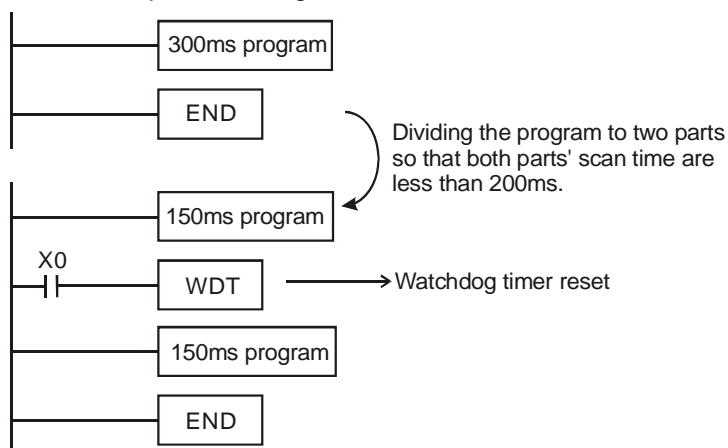 300ms program
END
Dividing the program to two parts
so that both parts' scan time are
less than 200ms.
150ms program
X0
WDT
Watchdog timer reset
150ms program
END